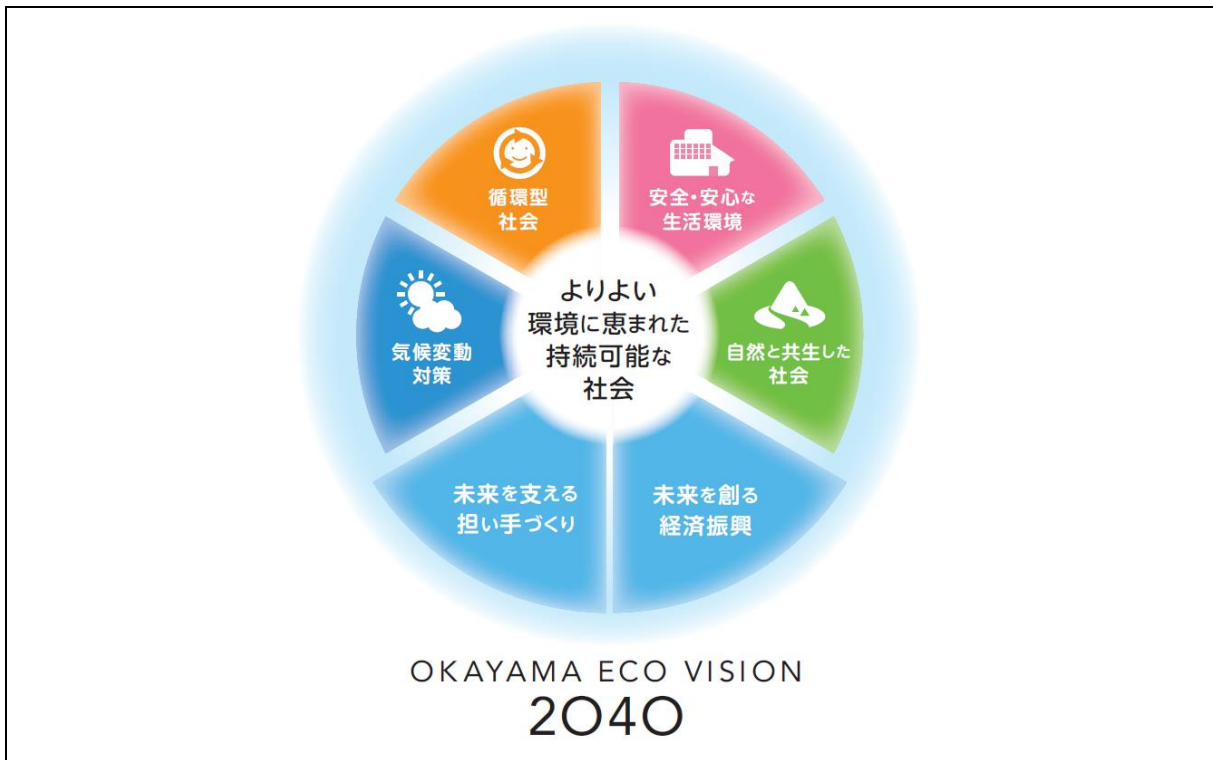 循環型
社会
安全・安心な
生活環境
気候変動
対策
よりよい
環境に恵まれた
持続可能な
社会
自然と共生した
社会
未来を支える
担い手づくり
未来を創る
経済振興
OKAYAMA ECO VISION
2040